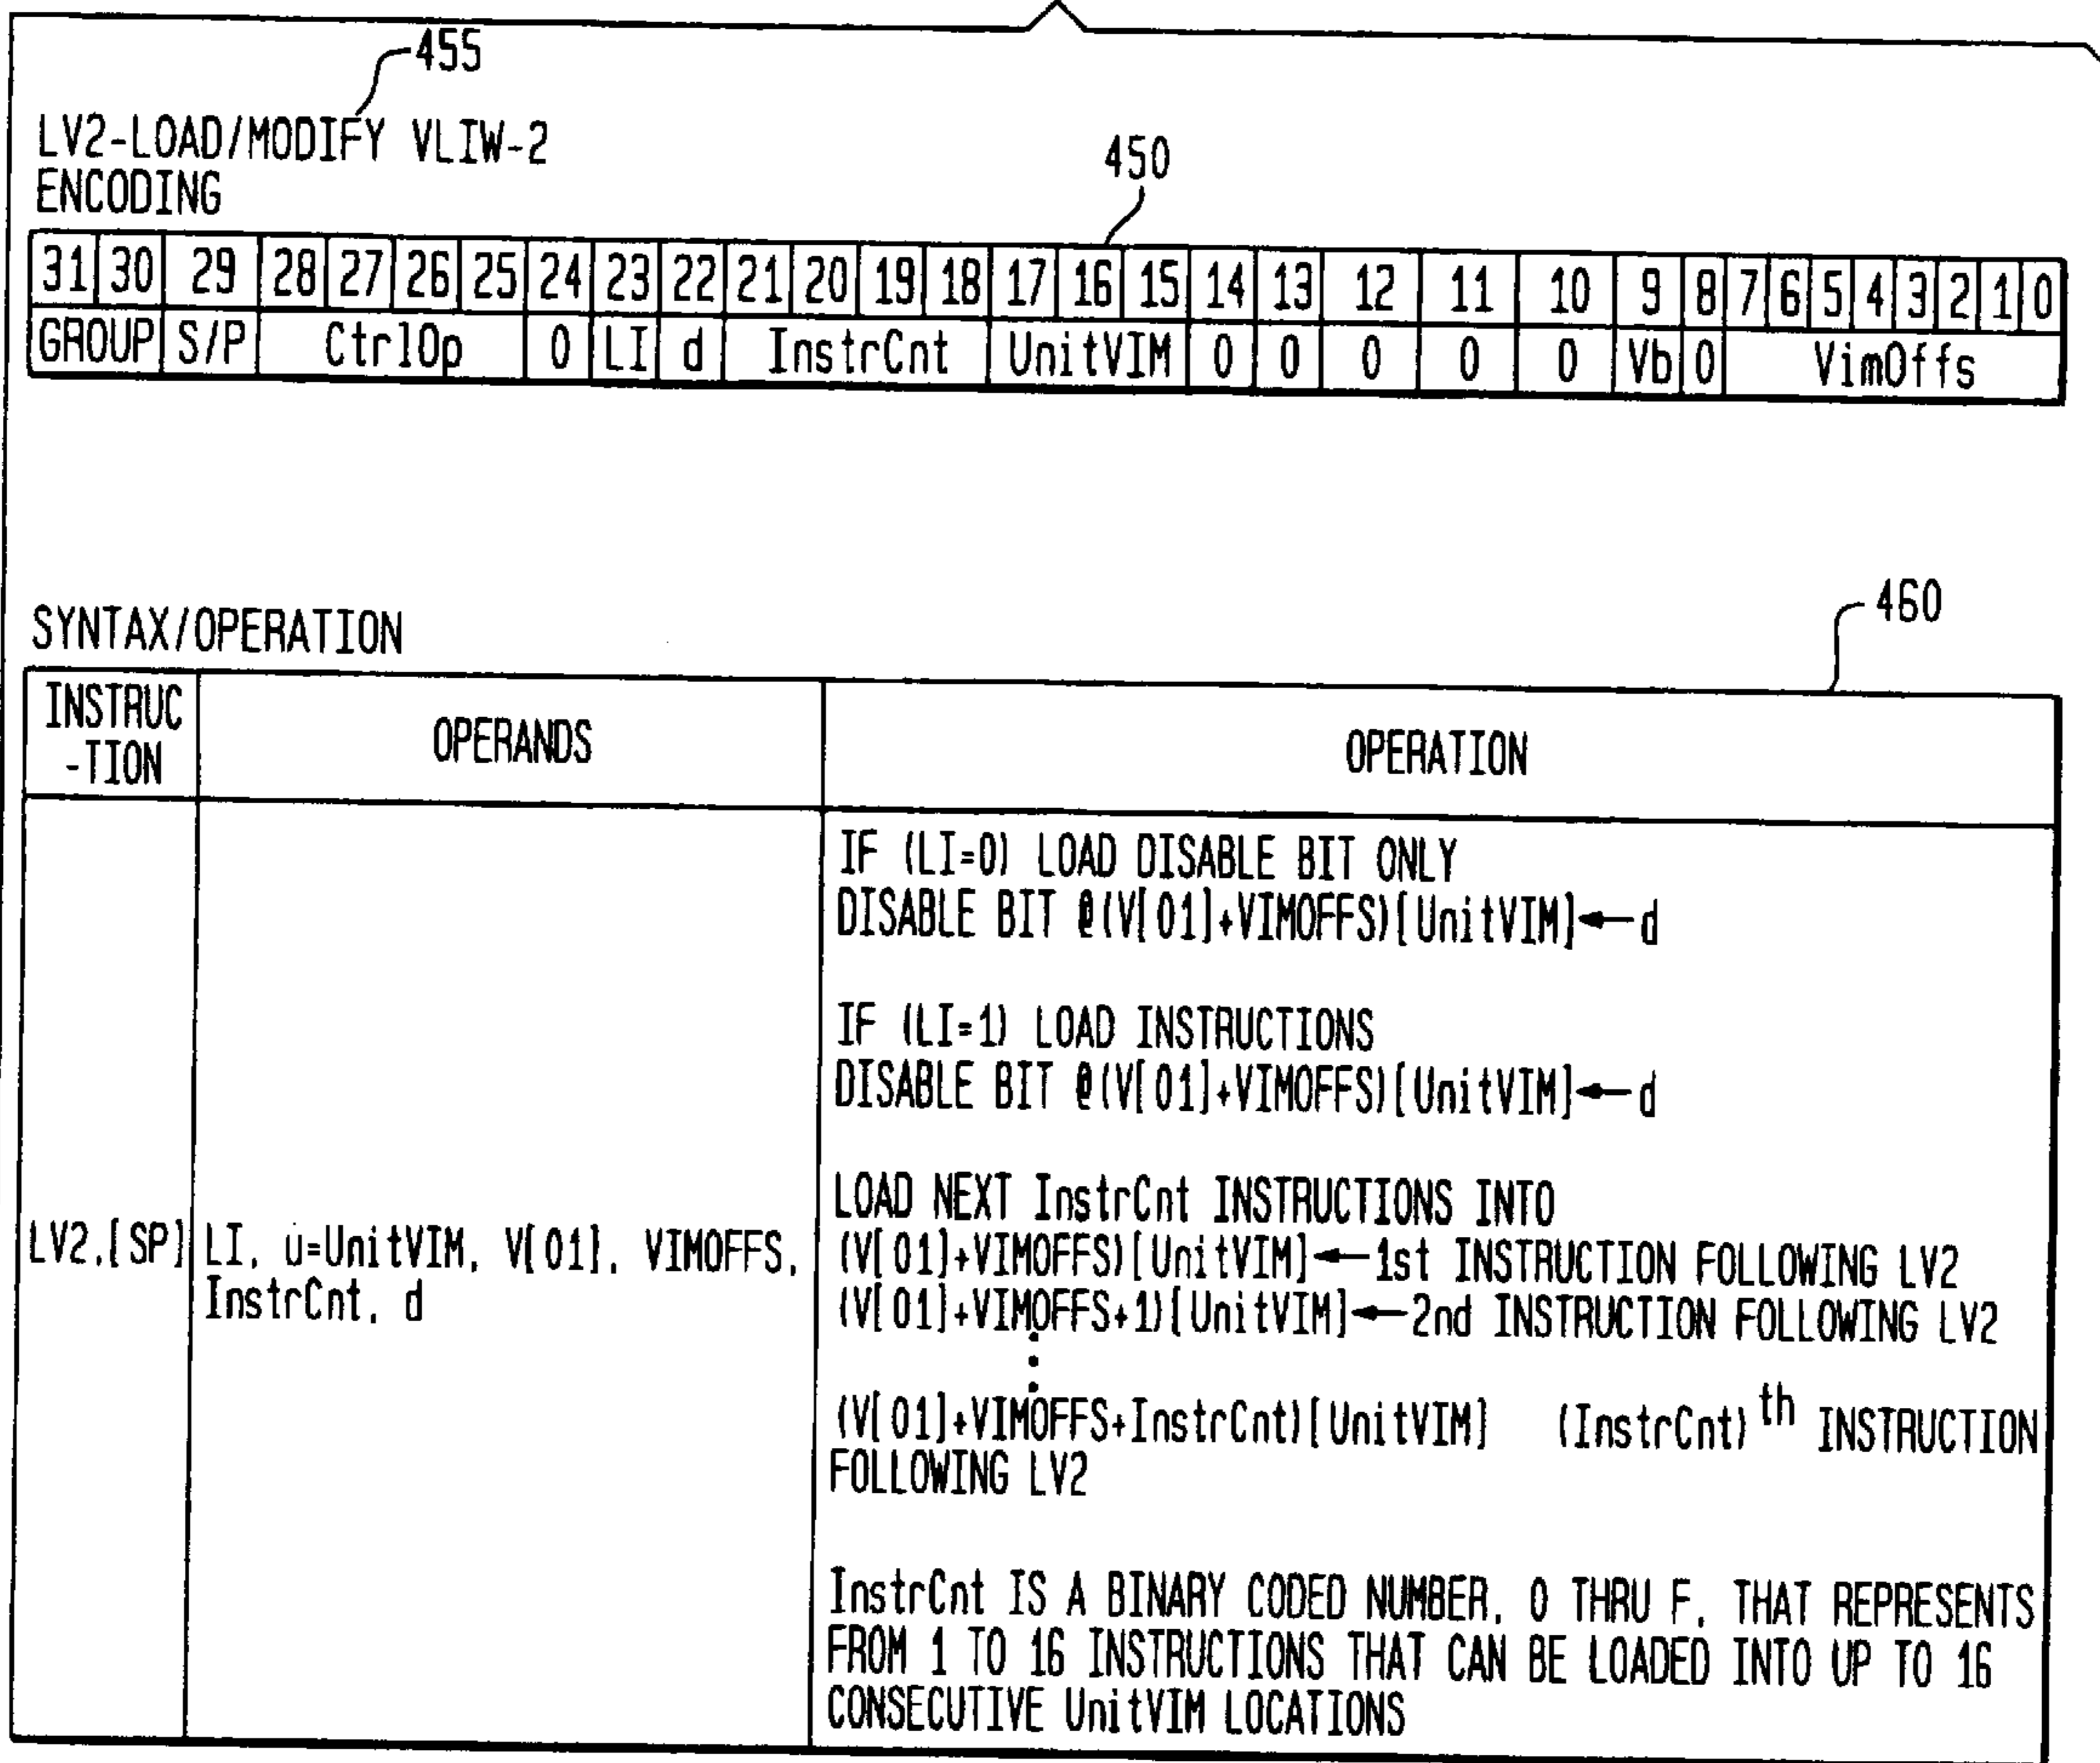 455
LV2-LOAD/MODIFY VLIW-2
ENCODING
450
31 30 29 28 27 26 25 24 23 22 21 20 19 18 17 16 15 14 13 12 11 10 9 8 7 6 5 4 3 2 1 0
GROUP S/P CtrlOp 0 LI d InstrCnt UnitVIM 0 0 0 0 0 Vb 0 VimOffs
460
SYNTAX/OPERATION
INSTRUC
-TION
OPERANDS
OPERATION
LV2.[SP]
LI, u=UnitVIM, V[01], VIMOFFS,
InstrCnt, d
IF (LI=0) LOAD DISABLE BIT ONLY
DISABLE BIT @(V[01]+VIMOFFS)[UnitVIM]←d
IF (LI=1) LOAD INSTRUCTIONS
DISABLE BIT @(V[01]+VIMOFFS)[UnitVIM]←d
LOAD NEXT InstrCnt INSTRUCTIONS INTO
(V[01]+VIMOFFS)[UnitVIM]←1st INSTRUCTION FOLLOWING LV2
(V[01]+VIMOFFS+1)[UnitVIM]←2nd INSTRUCTION FOLLOWING LV2
(V[01]+VIMOFFS+InstrCnt)[UnitVIM] (InstrCnt)th INSTRUCTION
FOLLOWING LV2
InstrCnt IS A BINARY CODED NUMBER, 0 THRU F, THAT REPRESENTS
FROM 1 TO 16 INSTRUCTIONS THAT CAN BE LOADED INTO UP TO 16
CONSECUTIVE UnitVIM LOCATIONS